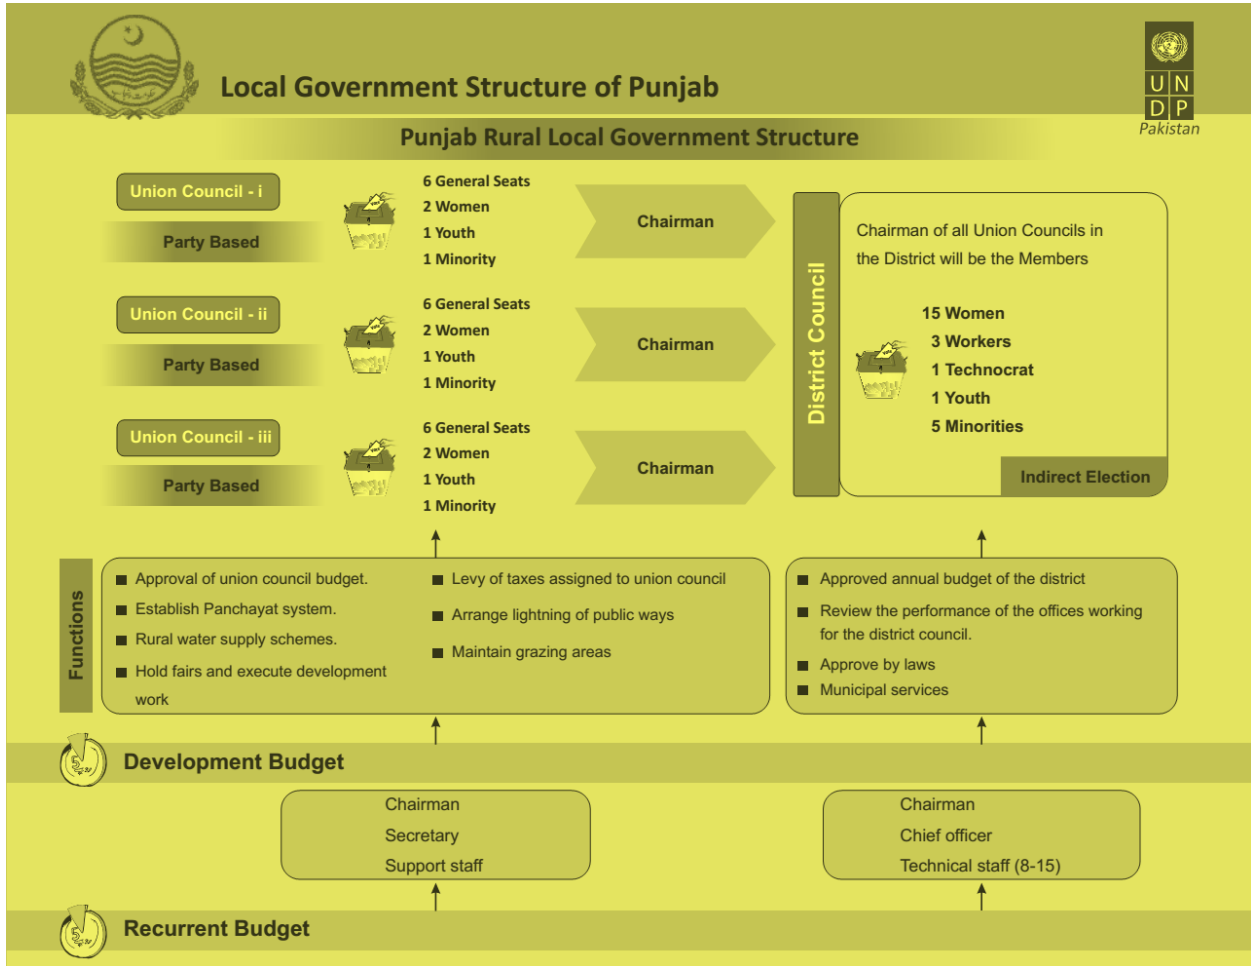 Local Government Structure of Punjab
U N
D P
Pakistan
Punjab Rural Local Government Structure
Union Council - i
Party Based
6 General Seats
2 Women
1 Youth
1 Minority
Chairman
Union Council - ii
Party Based
6 General Seats
2 Women
1 Youth
1 Minority
Chairman
Union Council - iii
Party Based
6 General Seats
2 Women
1 Youth
1 Minority
Chairman
District Council
Chairman of all Union Councils in
the District will be the Members
15 Women
3 Workers
1 Technocrat
1 Youth
5 Minorities
Indirect Election
Functions
Approval of union council budget.
Establish Panchayat system.
Rural water supply schemes.
Hold fairs and execute development
work
Levy of taxes assigned to union council
Arrange lightning of public ways
Maintain grazing areas
Approved annual budget of the district
Review the performance of the offices working
for the district council.
Approve by laws
Municipal services
Development Budget
Chairman
Secretary
Support staff
Chairman
Chief officer
Technical staff (8-15)
Recurrent Budget